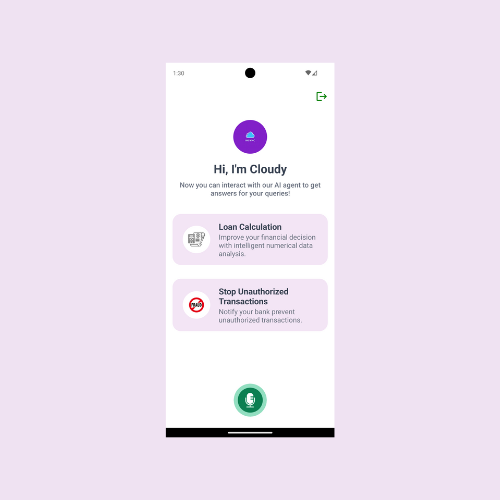 1:30
Hi, I'm Cloudy
Now you can interact with our AI agent to get
answers for your queries!
Loan Calculation
Improve your financial decision
with intelligent numerical data
analysis.
Stop Unauthorized
Transactions
Notify your bank prevent
unauthorized transactions.